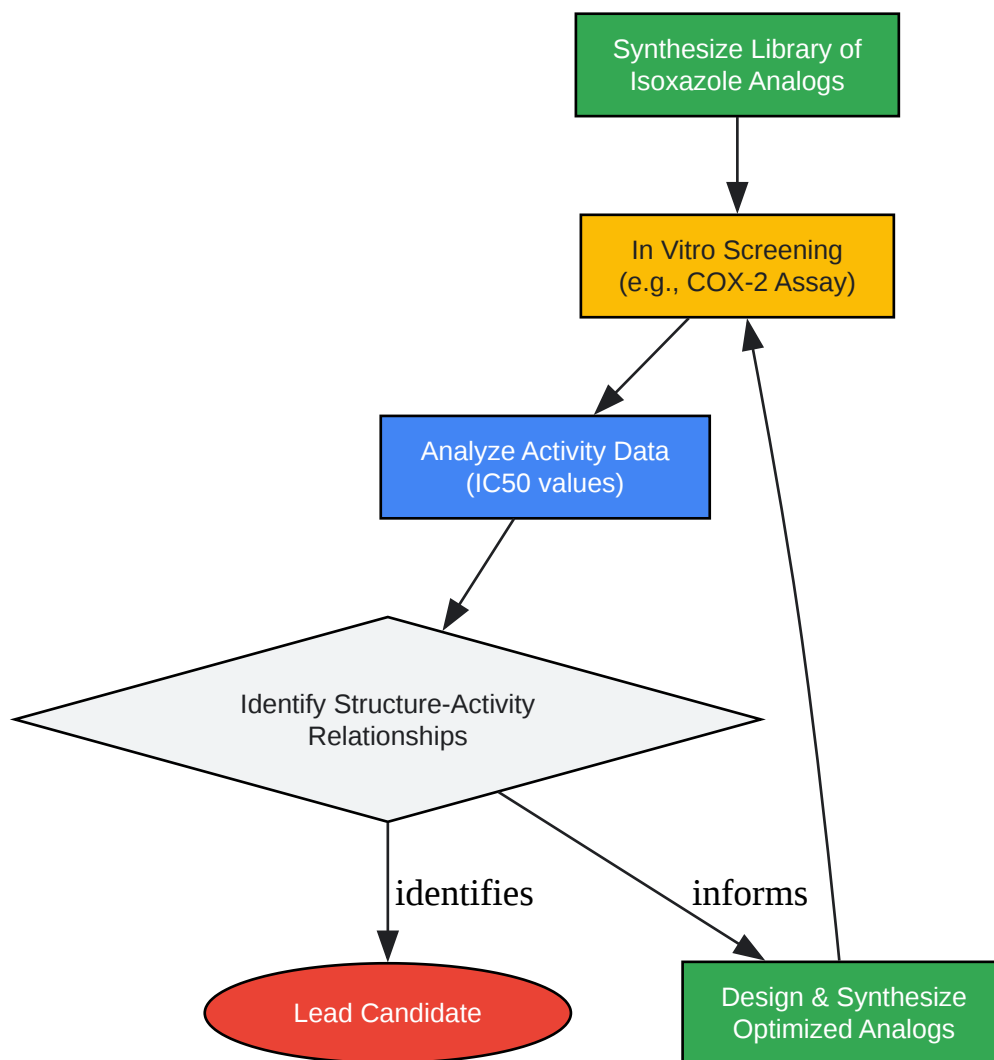 Synthesize Library of
Isoxazole Analogs
In Vitro Screening
(e.g., COX-2 Assay)
Analyze Activity Data
(IC50 values)
Identify Structure-Activity
Relationships
identifies
informs
Lead Candidate
Design & Synthesize
Optimized Analogs